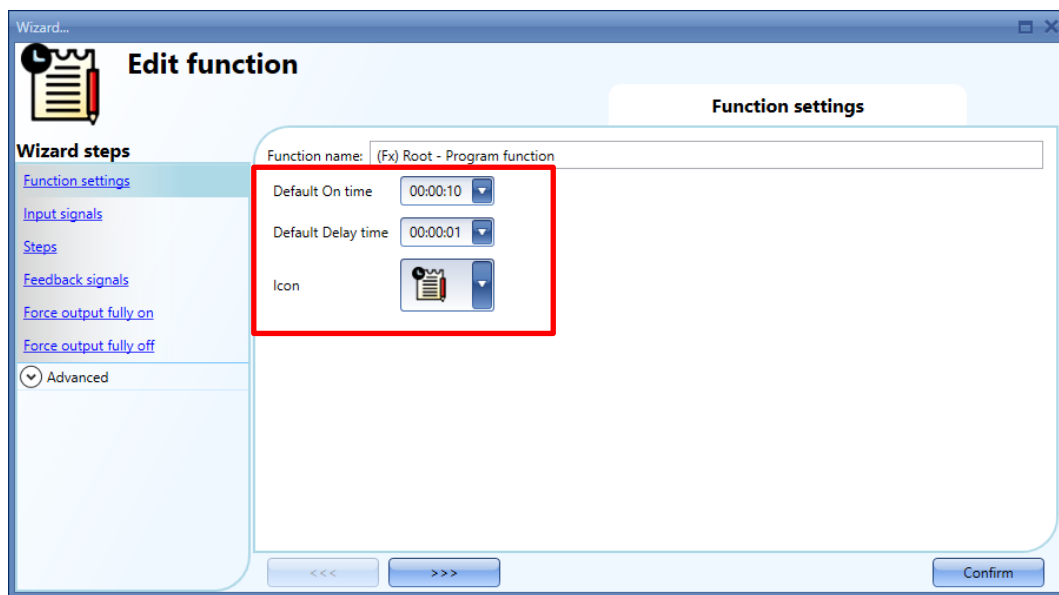 Wizard...
Edit function
Function settings
Wizard steps
Function settings
Input signals
Steps
Feedback signals
Force output fully on
Force output fully off
Advanced
Function name: (Fx) Root - Program function
Default On time 00:00:10
Default Delay time 00:00:01
Icon
<<< >>> Confirm